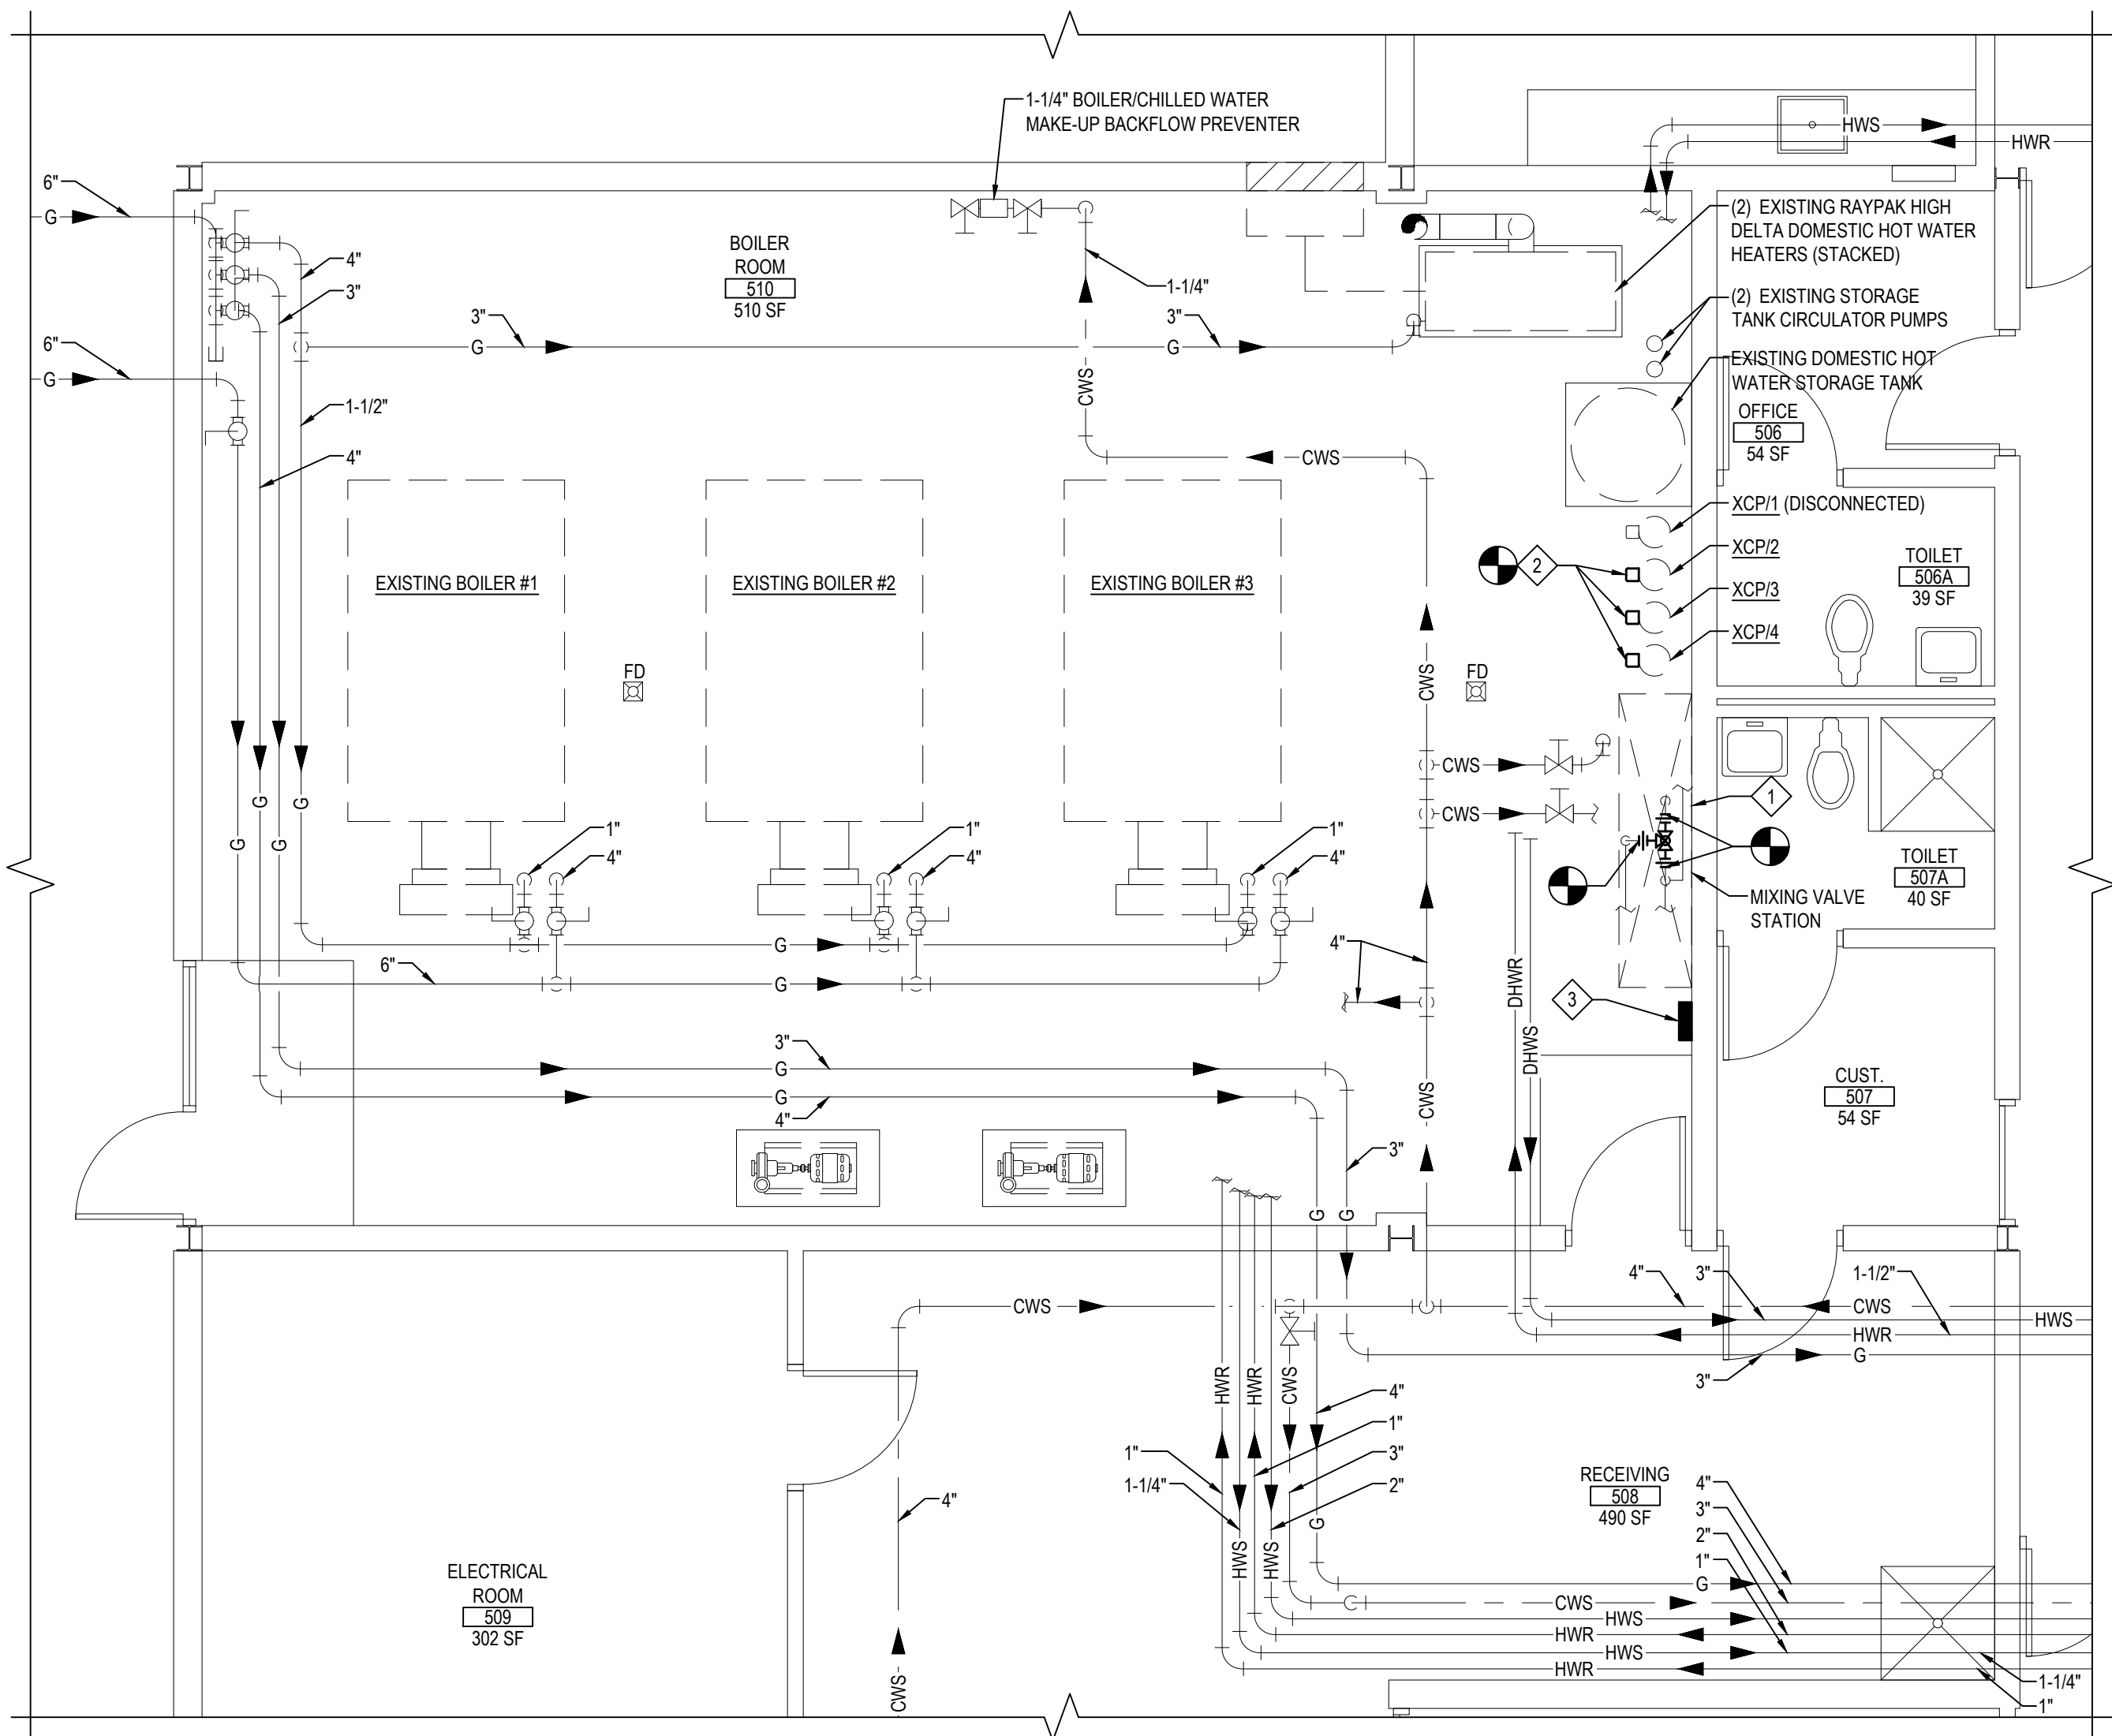 1-1/4" BOILER/CHILLED WATER
MAKE-UP BACKFLOW PREVENTER
HWS
HWR
6"
G
BOILER
ROOM
510
510 SF
4"
3"
1-1/4"
3"
G
3"
G
(2) EXISTING RAYPAK HIGH
DELTA DOMESTIC HOT WATER
HEATERS (STACKED)
(2) EXISTING STORAGE
TANK CIRCULATOR PUMPS
EXISTING DOMESTIC HOT
WATER STORAGE TANK
6"
G
CWS
1-1/2"
4"
CWS
OFFICE
506
54 SF
XCP/1 (DISCONNECTED)
XCP/2
XCP/3
XCP/4
2
TOILET
506A
39 SF
EXISTING BOILER #1
EXISTING BOILER #2
EXISTING BOILER #3
FD
FD
CWS
CWS
CWS
1
G
G
G
G
1"
4"
1"
4"
1"
4"
TOILET
507A
40 SF
MIXING VALVE
STATION
G
G
6"
G
G
4"
DHWR
DHWS
3
3"
G
G
4"
CWS
3"
CUST.
507
54 SF
G
G
CWS
4"
3"
1-1/2"
CWS
HWS
HWR
G
3"
HWR
HWR
CWS
4"
1"
3"
2"
1"
1-1/4"
4"
G
HWS
HWS
RECEIVING
508
490 SF
4"
3"
2"
1"
G
CWS
HWS
HWR
HWS
HWR
1-1/4"
1"
ELECTRICAL
ROOM
509
302 SF
CWS